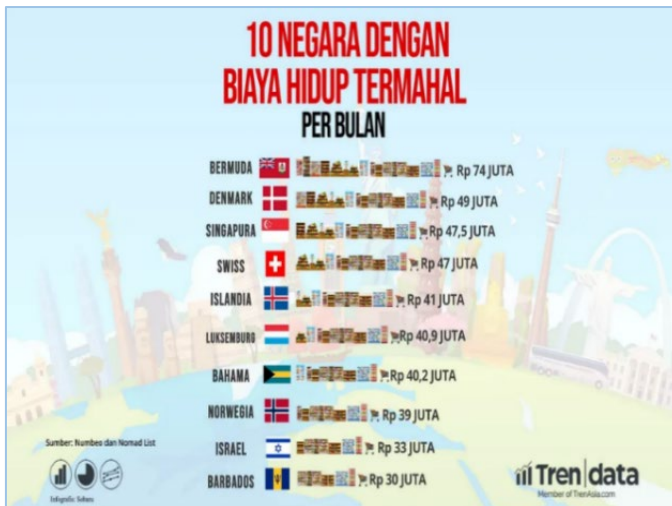 10 NEGARA DENGAN
BIAYA HIDUP TERMAHAL
PER BULAN
BERMUDA Rp 74 JUTA
DENMARK Rp 49 JUTA
SINGAPURA Rp 47,5 JUTA
SWISS Rp 47 JUTA
ISLANDIA Rp 41 JUTA
LUKSEMBURG Rp 40,9 JUTA
BAHAMA Rp 40,2 JUTA
NORWEGIA Rp 39 JUTA
ISRAEL Rp 33 JUTA
BARBADOS Rp 30 JUTA
Sumber: Numbeo dan Nomad List
Tren|data
Member of TrenAsia.com